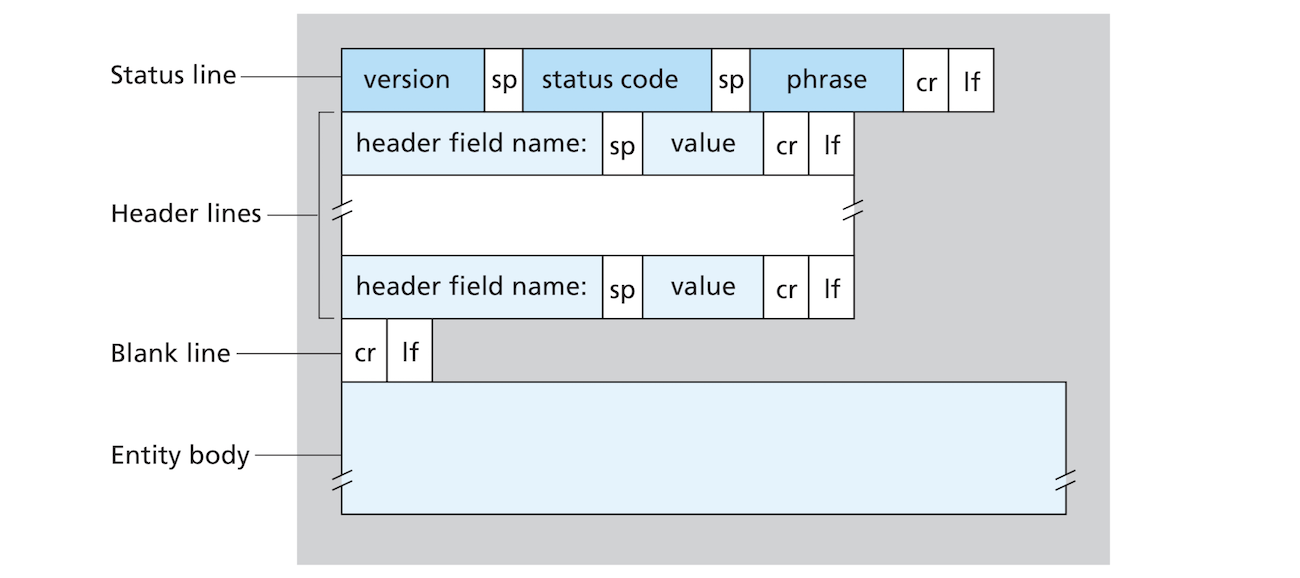 Status line
version sp status code sp phrase cr lf
header field name: sp value cr lf
Header lines
header field name: sp value cr lf
Blank line
cr lf
Entity body